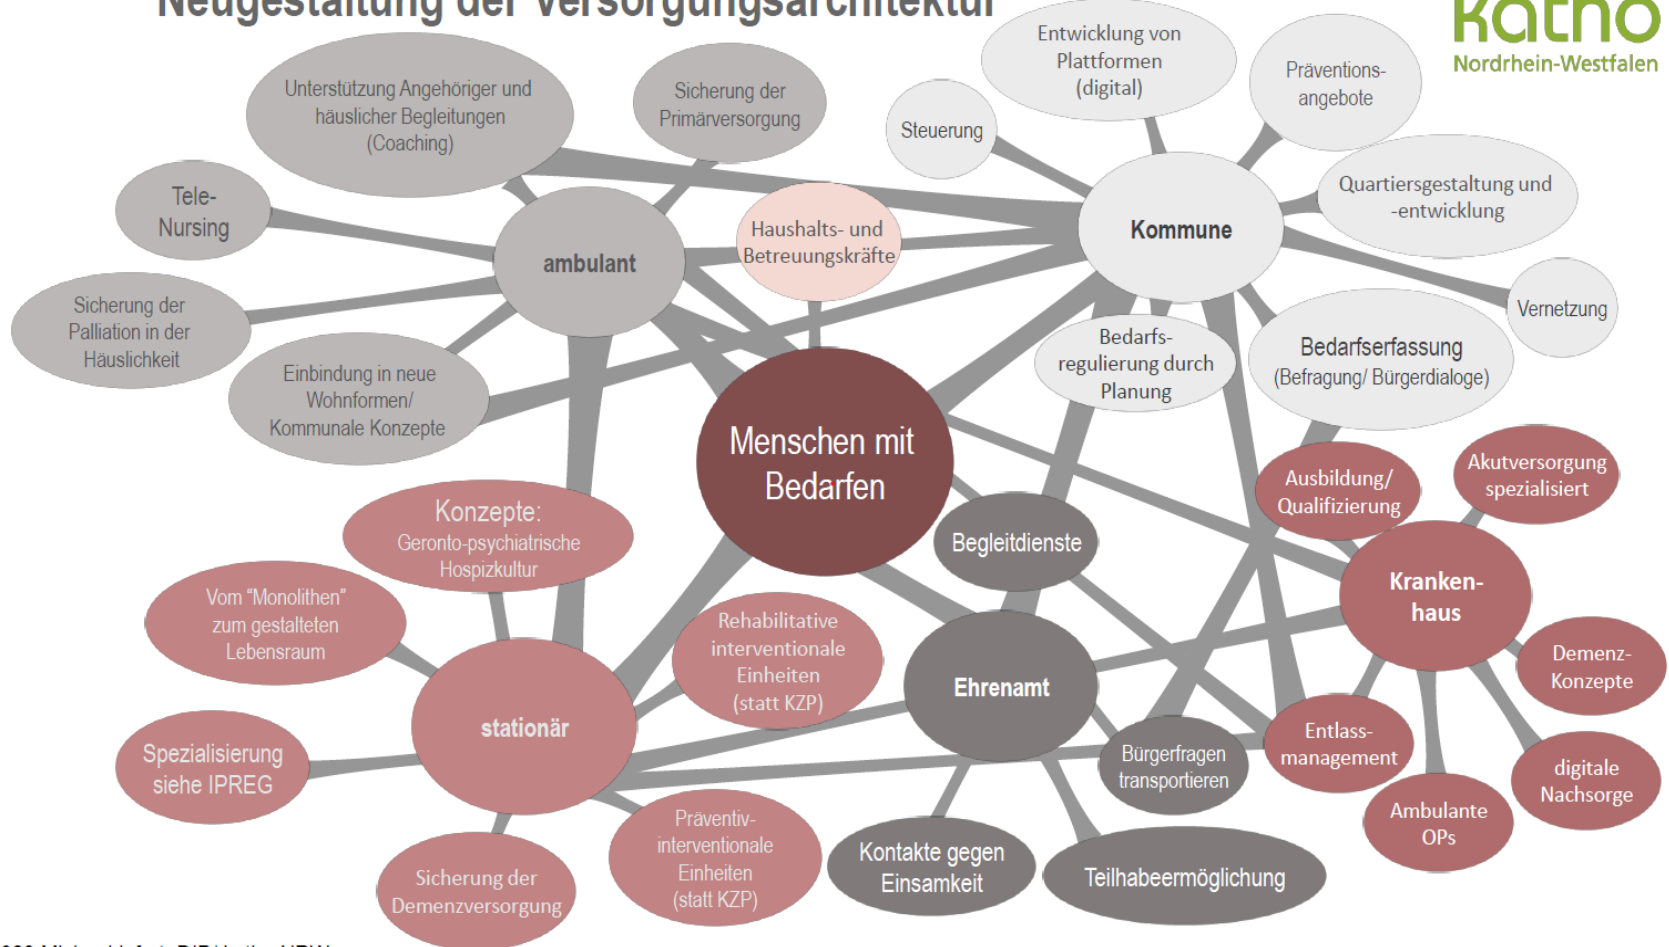 Neugestaltung der Versorgungsarchitektur
katho
Nordrhein-Westfalen
Unterstützung Angehöriger und
häuslicher Begleitungen
(Coaching)
Sicherung der
Primärversorgung
Tele-
Nursing
ambulant
Sicherung der
Palliation in der
Häuslichkeit
Einbindung in neue
Wohnformen/
Kommunale Konzepte
Haushalts- und
Betreuungskräfte
Steuerung
Entwicklung von
Plattformen
(digital)
Präventions-
angebote
Kommune
Quartiersgestaltung und
-entwicklung
Vernetzung
Bedarfs-
regulierung durch
Planung
Bedarfserfassung
(Befragung/ Bürgerdialoge)
Menschen mit
Bedarfen
Konzepte:
Geronto-psychiatrische
Hospizkultur
Vom “Monolithen”
zum gestalteten
Lebensraum
stationär
Rehabilitative
interventionale
Einheiten
(statt KZP)
Spezialisierung
siehe IPREG
Sicherung der
Demenzversorgung
Präventiv-
interventionale
Einheiten
(statt KZP)
Begleitdienste
Ehrenamt
Bürgerfragen
transportieren
Kontakte gegen
Einsamkeit
Teilhabeermöglichung
Ausbildung/
Qualifizierung
Akutversorgung
spezialisiert
Kranken-
haus
Demenz-
Konzepte
Entlass-
management
digitale
Nachsorge
Ambulante
OPs